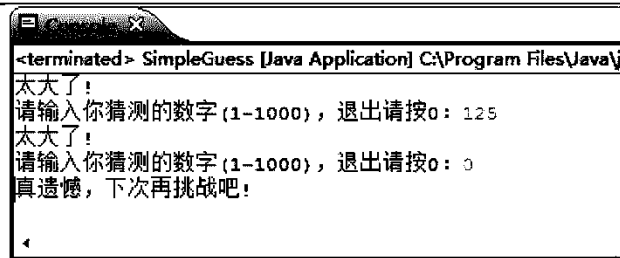 Console
<terminated> SimpleGuess [Java Application] C:\Program Files\Java\j
太大了!
请输入你猜测的数字(1-1000)，退出请按0: 125
太大了!
请输入你猜测的数字(1-1000)，退出请按0: 0
真遗憾，下次再挑战吧!